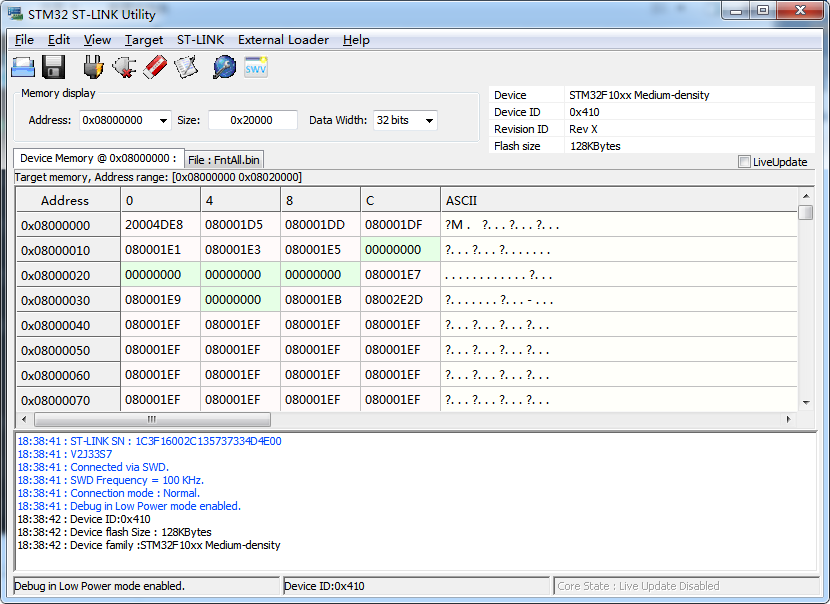 STM32 ST-LINK Utility
File Edit View Target ST-LINK External Loader Help
SWV
Memory display
Address: 0x08000000 Size: 0x20000 Data Width: 32 bits
Device STM32F10xx Medium-density
Device ID 0x410
Revision ID Rev X
Flash size 128KBytes
LiveUpdate
Device Memory @ 0x08000000 : File : FntAll.bin
Target memory, Address range: [0x08000000 0x08020000]
Address 0 4 8 C ASCII
0x08000000 20004DE8 080001D5 080001DD 080001DF ?M. ?...?...?...
0x08000010 080001E1 080001E3 080001E5 00000000 ?...?...?.......
0x08000020 00000000 00000000 00000000 080001E7 ............?...
0x08000030 080001E9 00000000 080001EB 08002E2D ?.......?...-...
0x08000040 080001EF 080001EF 080001EF 080001EF ?...?...?...?...
0x08000050 080001EF 080001EF 080001EF 080001EF ?...?...?...?...
0x08000060 080001EF 080001EF 080001EF 080001EF ?...?...?...?...
0x08000070 080001EF 080001EF 080001EF 080001EF ?...?...?...?...
18:38:41 : ST-LINK SN : 1C3F16002C135737334D4E00
18:38:41 : V2J33S7
18:38:41 : Connected via SWD.
18:38:41 : SWD Frequency = 100 KHz.
18:38:41 : Connection mode : Normal.
18:38:41 : Debug in Low Power mode enabled.
18:38:42 : Device ID:0x410
18:38:42 : Device flash Size : 128KBytes
18:38:42 : Device family :STM32F10xx Medium-density
Debug in Low Power mode enabled. Device ID:0x410 Core State : Live Update Disabled